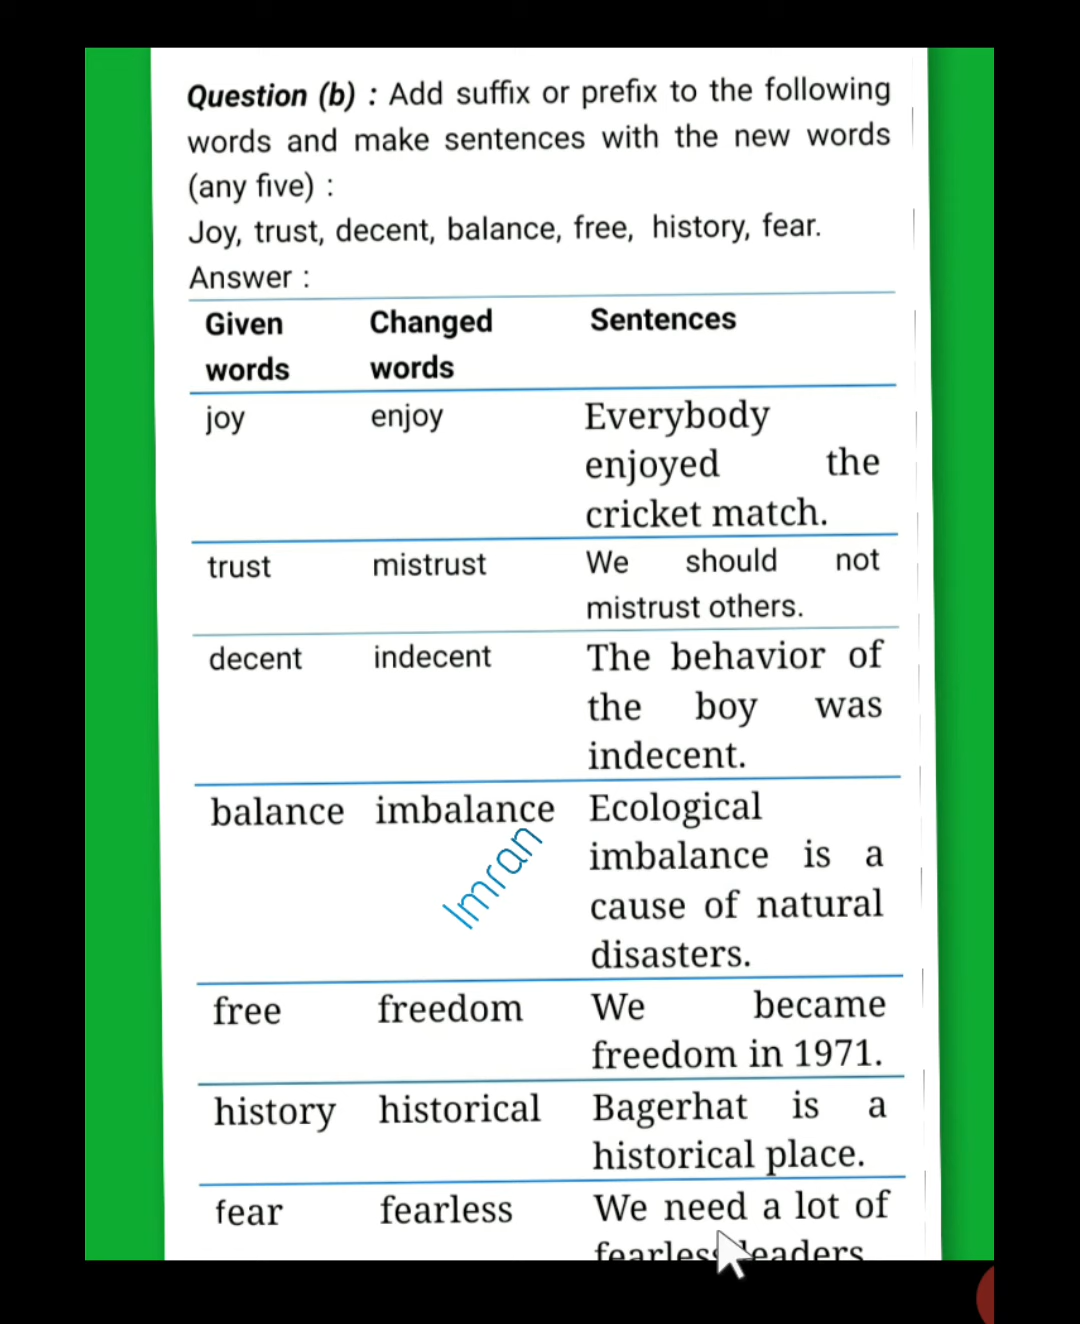 Question (b) : Add suffix or prefix to the following
words and make sentences with the new words
(any five) :
Joy, trust, decent, balance, free, history, fear.
Answer :
Given words Changed words Sentences
joy enjoy Everybody
enjoyed the
cricket match.
trust mistrust We should not
mistrust others.
decent indecent The behavior of
the boy was
indecent.
balance imbalance Ecological
imbalance is a
cause of natural
disasters.
Imran
free freedom We became
freedom in 1971.
history historical Bagerhat is a
historical place.
fear fearless We need a lot of
fearless leaders